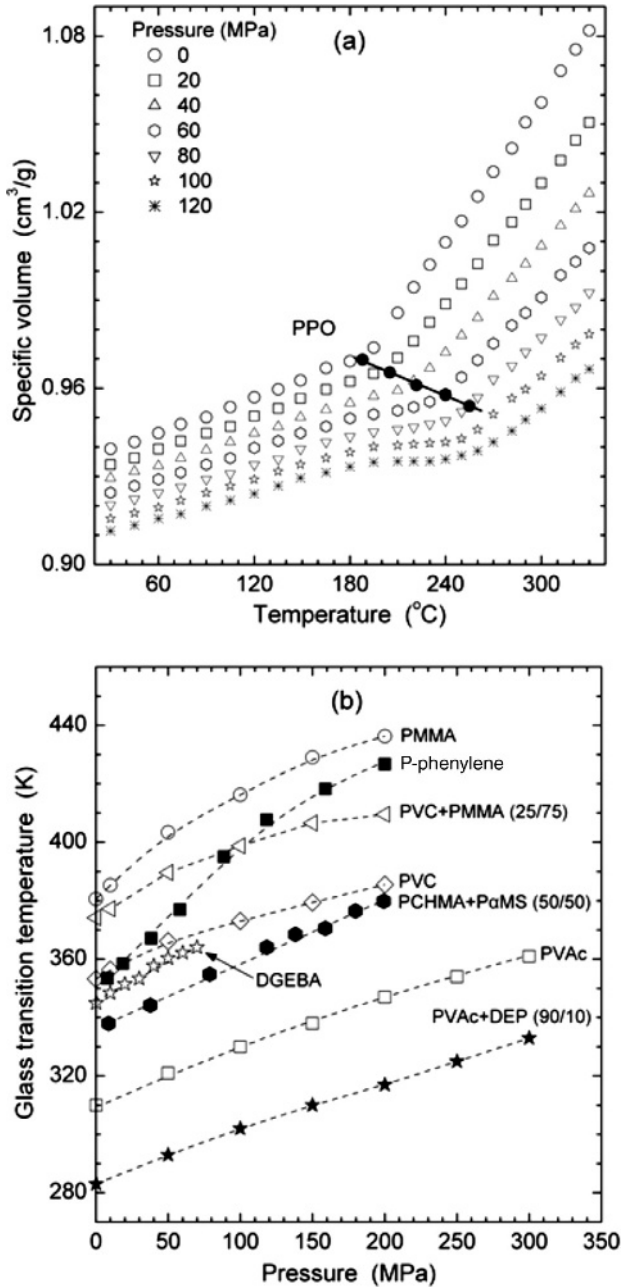 (a)
Pressure (MPa)
0
20
40
60
80
100
120
PPO
1.08
1.02
0.96
0.90
Specific volume (cm³/g)
60 120 180 240 300
Temperature (°C)
(b)
PMMA
P-phenylene
PVC+PMMA (25/75)
PVC
PCHMA+PαMS (50/50)
DGEBA
PVAc
PVAc+DEP (90/10)
440
400
360
320
280
Glass transition temperature (K)
0 50 100 150 200 250 300 350
Pressure (MPa)